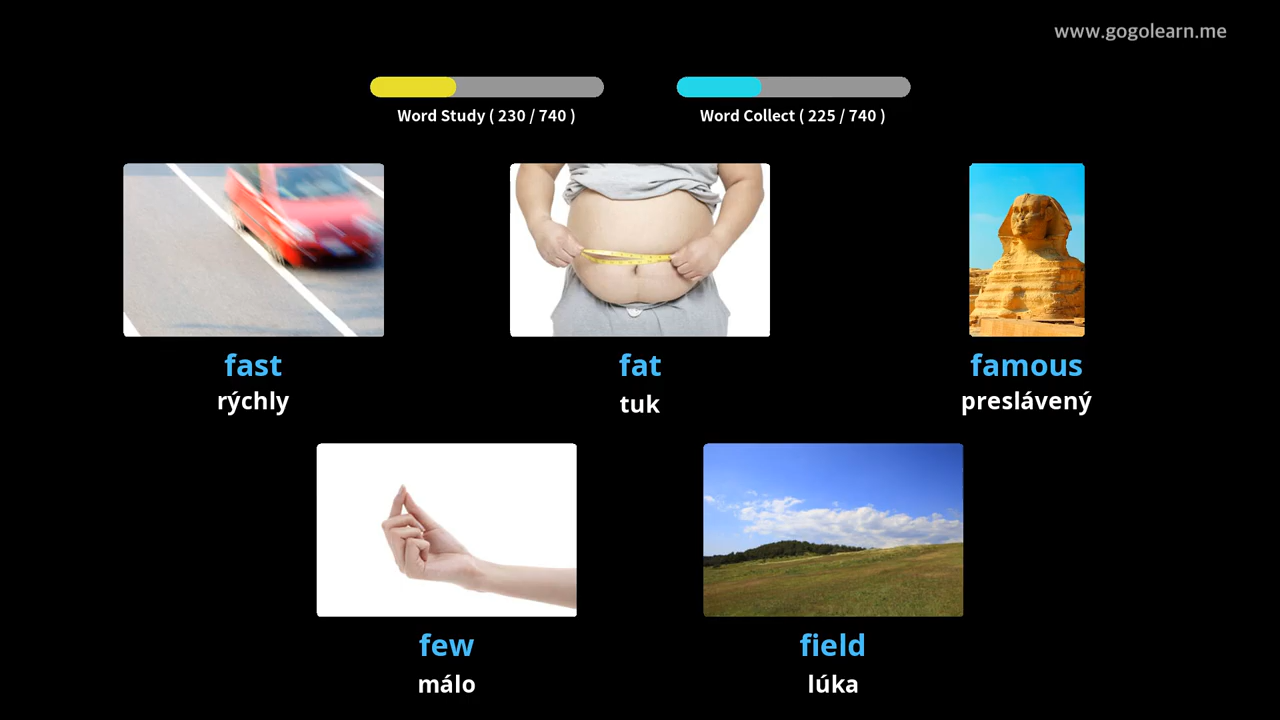 www.gogolearn.me
Word Study ( 230 / 740 )
Word Collect ( 225 / 740 )
fast
rýchly
fat
tuk
famous
preslávený
few
málo
field
lúka